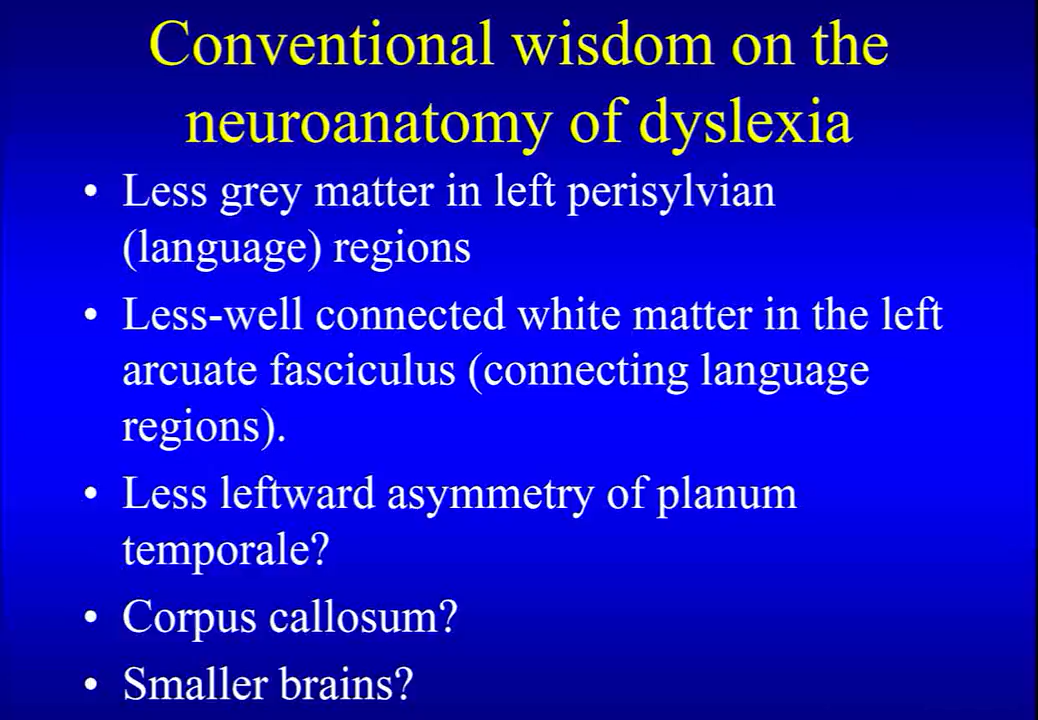 Conventional wisdom on the
neuroanatomy of dyslexia
• Less grey matter in left perisylvian
(language) regions
• Less-well connected white matter in the left
arcuate fasciculus (connecting language
regions).
• Less leftward asymmetry of planum
temporale?
• Corpus callosum?
• Smaller brains?